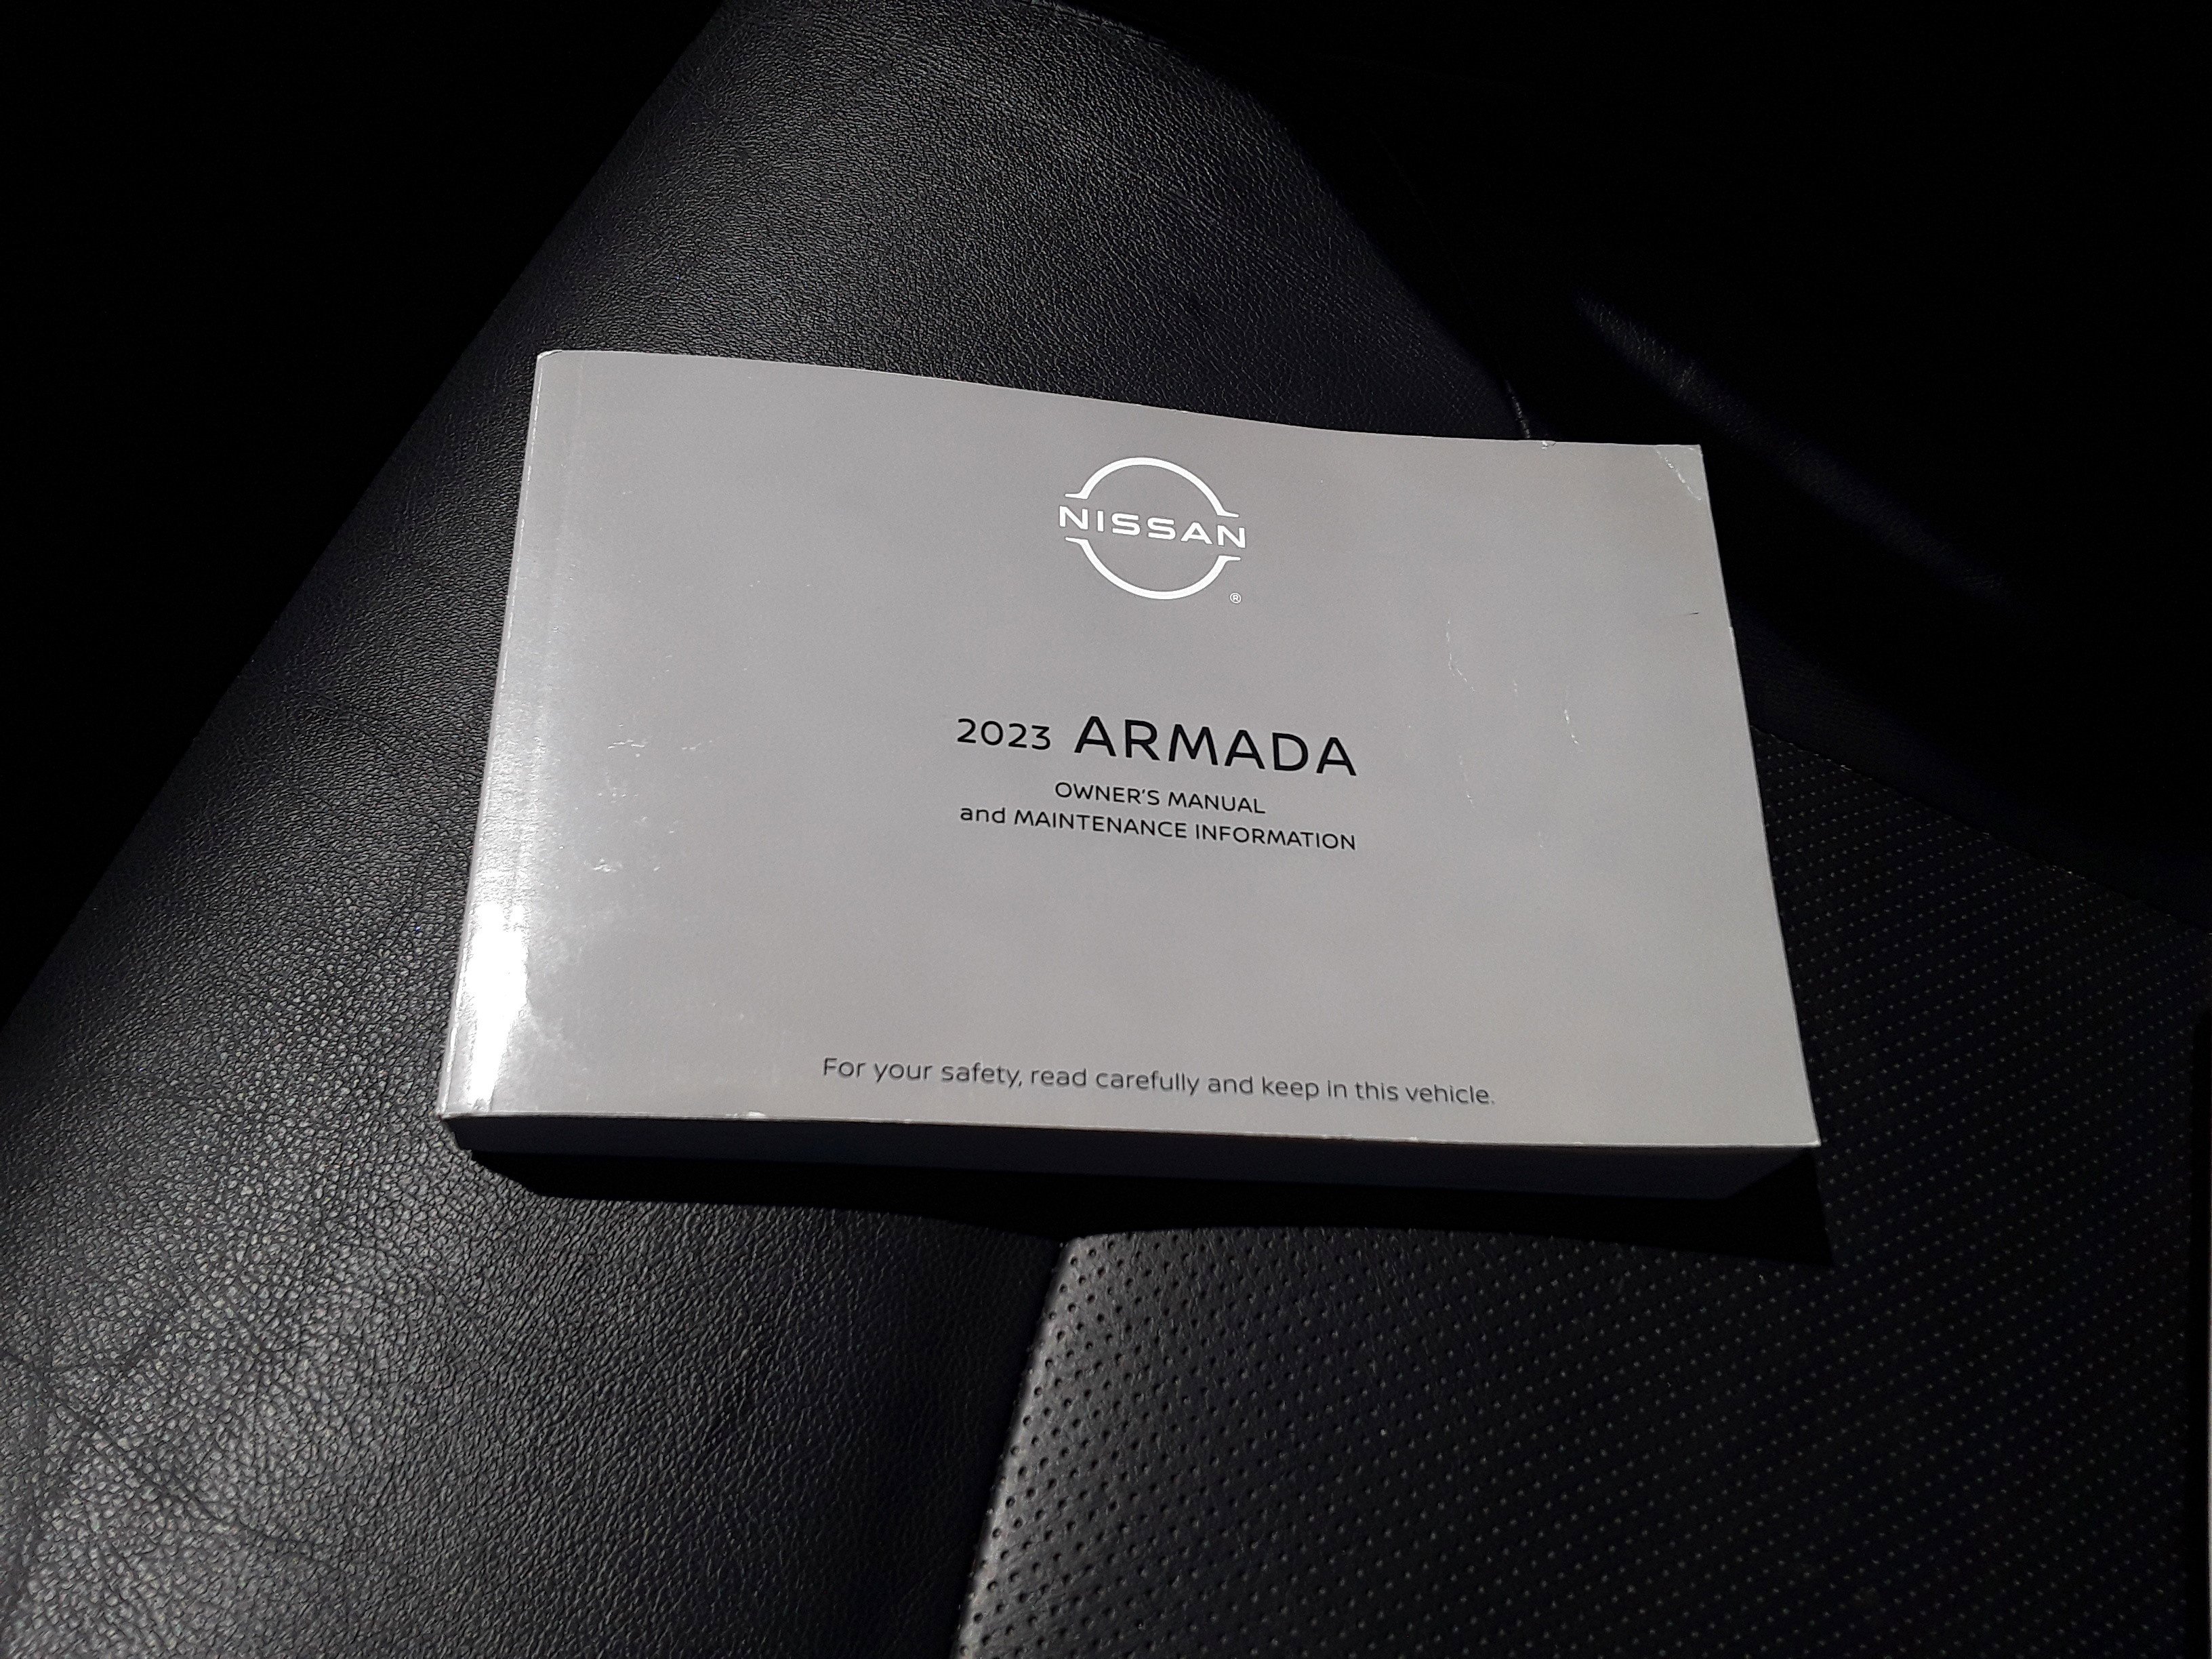 NISSAN
®
2023 ARMADA
OWNER'S MANUAL
and MAINTENANCE INFORMATION
For your safety, read carefully and keep in this vehicle.